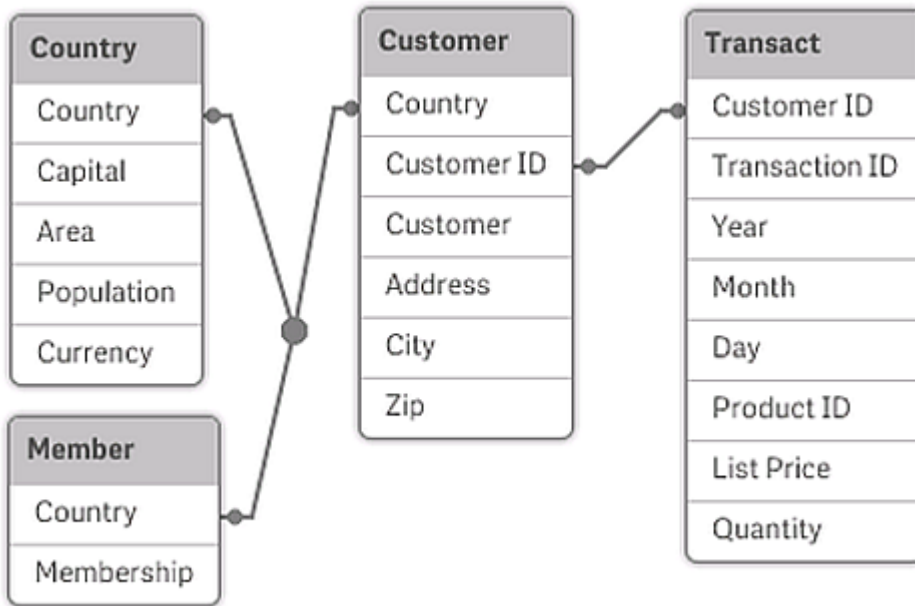 Country
Country
Capital
Area
Population
Currency
Member
Country
Membership
Customer
Country
Customer ID
Customer
Address
City
Zip
Transact
Customer ID
Transaction ID
Year
Month
Day
Product ID
List Price
Quantity